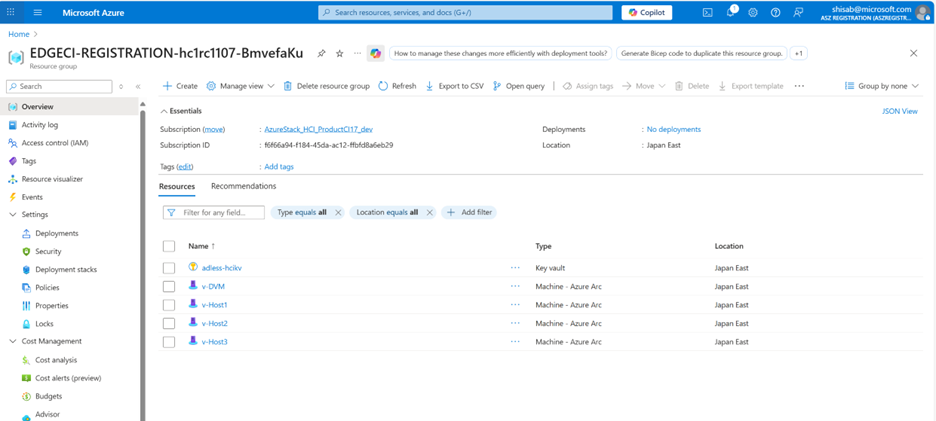 Microsoft Azure
Search resources, services, and docs (G+/)
Copilot
1
shisab@microsoft.com
ASZ REGISTRATION (ASZREGISTR...
Home >
EDGECI-REGISTRATION-hc1rc1107-BmvefaKu
Resource group
How to manage these changes more efficiently with deployment tools?
Generate Bicep code to duplicate this resource group.
+1
Search
Overview
Activity log
Access control (IAM)
Tags
Resource visualizer
Events
Settings
Deployments
Security
Deployment stacks
Policies
Properties
Locks
Cost Management
Cost analysis
Cost alerts (preview)
Budgets
Advisor
Create
Manage view
Delete resource group
Refresh
Export to CSV
Open query
Assign tags
Move
Delete
Export template
Group by none
Essentials
JSON View
Subscription (move) : AzureStack_HCI_ProductCI17_dev
Deployments : No deployments
Subscription ID : f6f66a94-f184-45da-ac12-ffbfd8a6eb29
Location : Japan East
Tags (edit) : Add tags
Resources Recommendations
Filter for any field...
Type equals all
Location equals all
Add filter
Name ↑ Type Location
adless-hcikv ... Key vault Japan East
v-DVM ... Machine - Azure Arc Japan East
v-Host1 ... Machine - Azure Arc Japan East
v-Host2 ... Machine - Azure Arc Japan East
v-Host3 ... Machine - Azure Arc Japan East